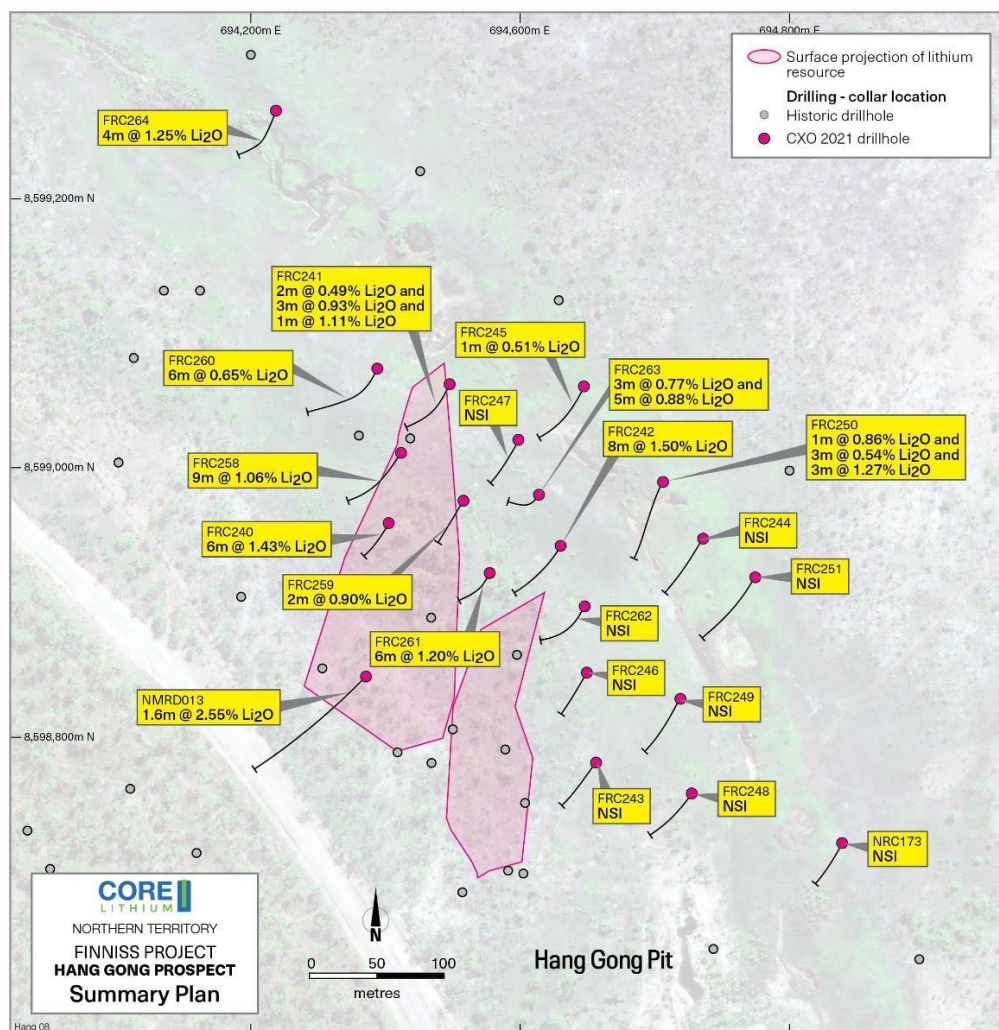 694,200m E
694,600m E
694,800m E
Surface projection of lithium
resource
Drilling - collar location
Historic drillhole
CXO 2021 drillhole
FRC264
4m @ 1.25% Li2O
8,599,200m N
FRC241
2m @ 0.49% Li2O and
3m @ 0.93% Li2O and
1m @ 1.11% Li2O
FRC245
1m @ 0.51% Li2O
FRC260
6m @ 0.65% Li2O
FRC263
3m @ 0.77% Li2O and
5m @ 0.88% Li2O
FRC247
NSI
FRC242
8m @ 1.50% Li2O
FRC250
1m @ 0.86% Li2O and
3m @ 0.54% Li2O and
3m @ 1.27% Li2O
8,599,000m N
FRC258
9m @ 1.06% Li2O
FRC240
6m @ 1.43% Li2O
FRC244
NSI
FRC251
NSI
FRC259
2m @ 0.90% Li2O
FRC262
NSI
FRC261
6m @ 1.20% Li2O
FRC246
NSI
NMRD013
1.6m @ 2.55% Li2O
FRC249
NSI
8,598,800m N
FRC243
NSI
FRC248
NSI
NRC173
NSI
CORE
LITHIUM
NORTHERN TERRITORY
FINNISS PROJECT
HANG GONG PROSPECT
Summary Plan
N
0 50 100
metres
Hang Gong Pit
Hang 08